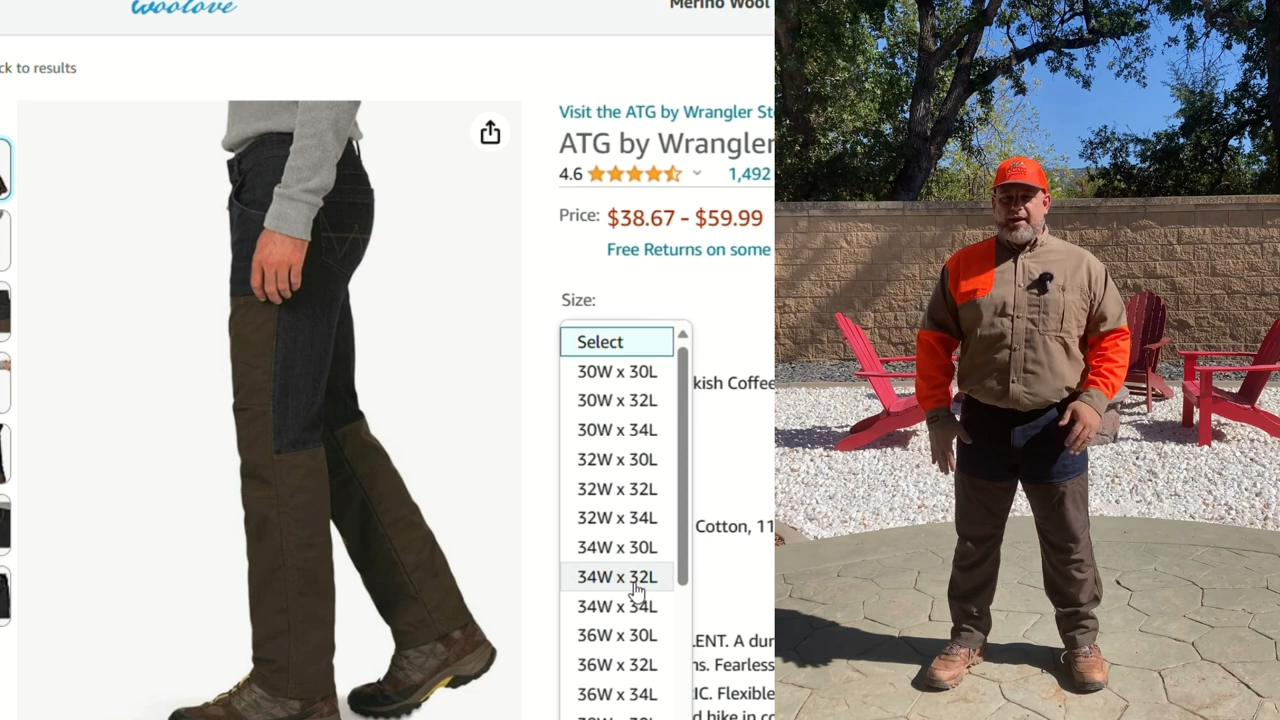 woolove
Merino Wool
ck to results
Visit the ATG by Wrangler St
ATG by Wrangler
4.6
1,492
Price: $38.67 - $59.99
Free Returns on some
Size:
Select
30W x 30L
kish Coffee
30W x 32L
30W x 34L
32W x 30L
32W x 32L
32W x 34L
Cotton, 11
34W x 30L
34W x 32L
34W x 34L
36W x 30L
LENT. A dur
36W x 32L
ns. Fearless
36W x 34L
IC. Flexible
d hike in co